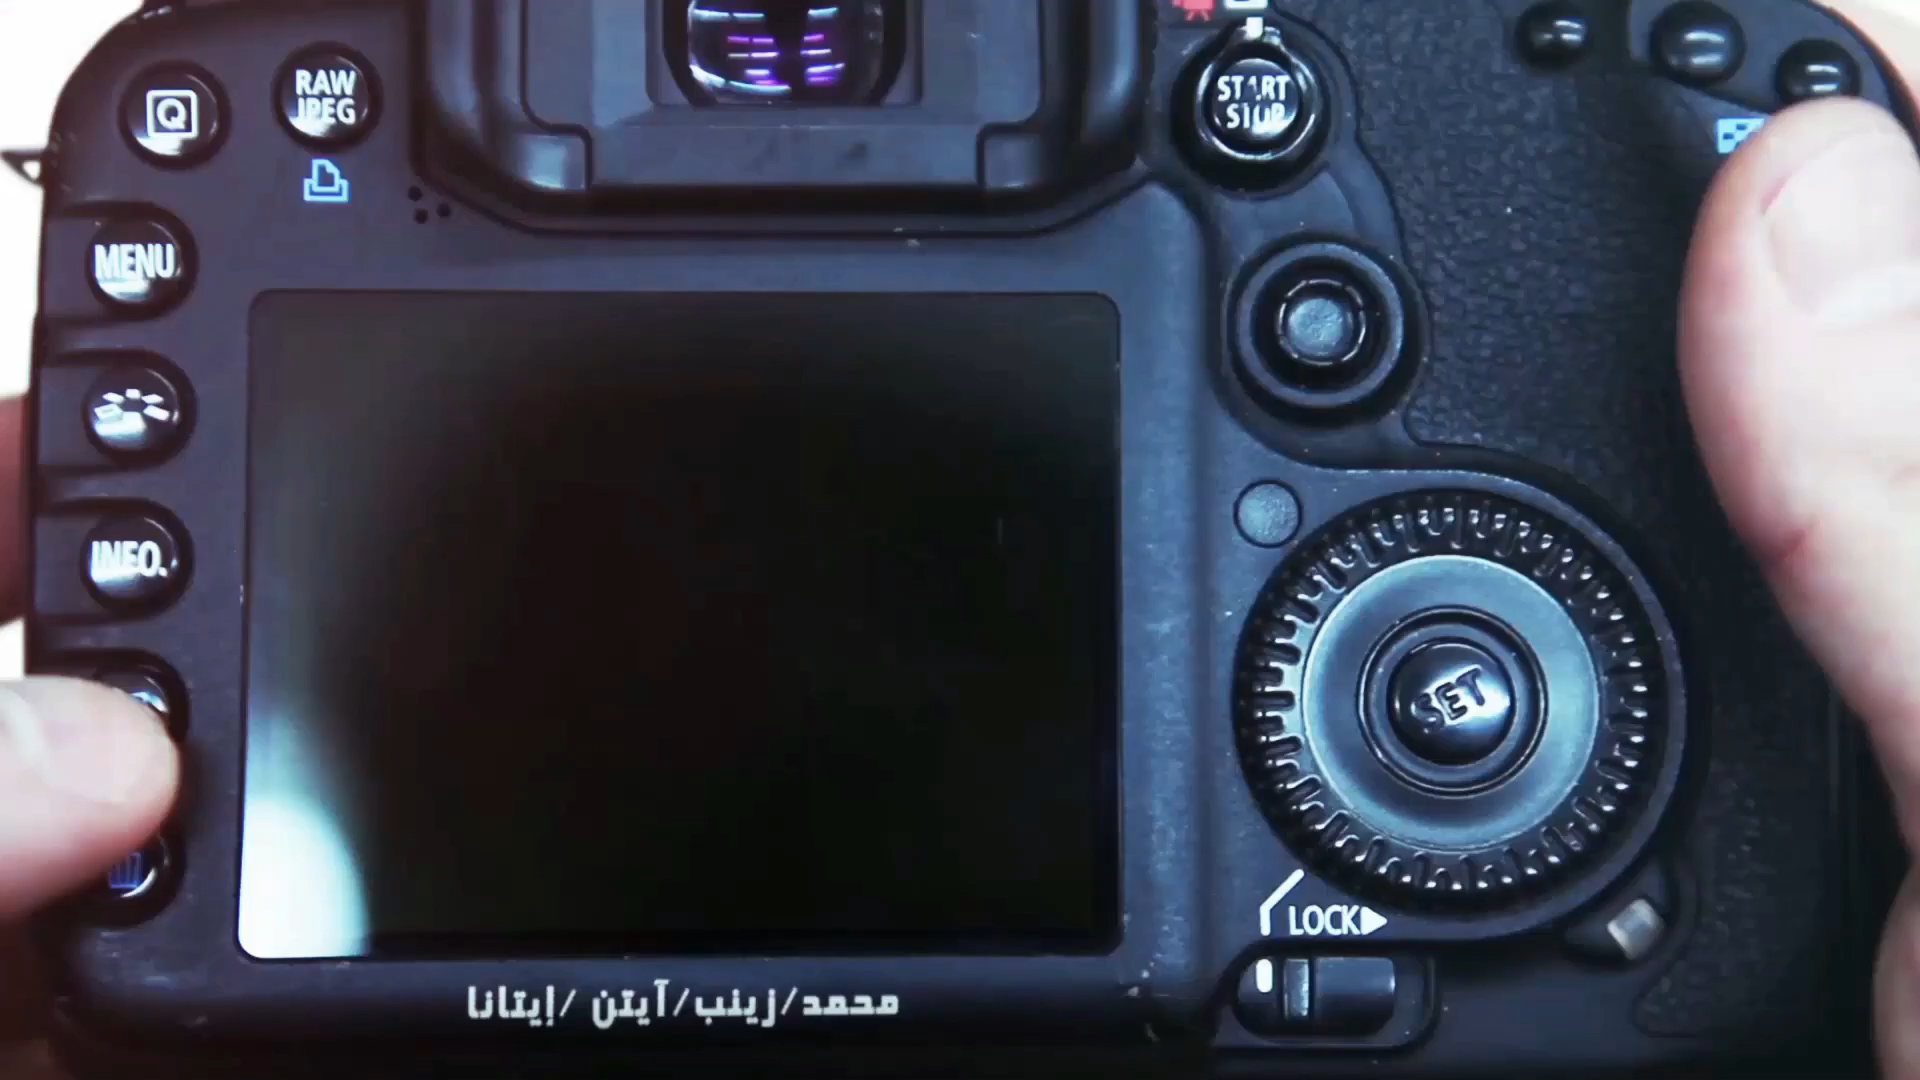 Q
RAW
JPEG
START
STOP
MENU
INFO.
SET
LOCK
محمد/زينب/آيتن /إيتانا